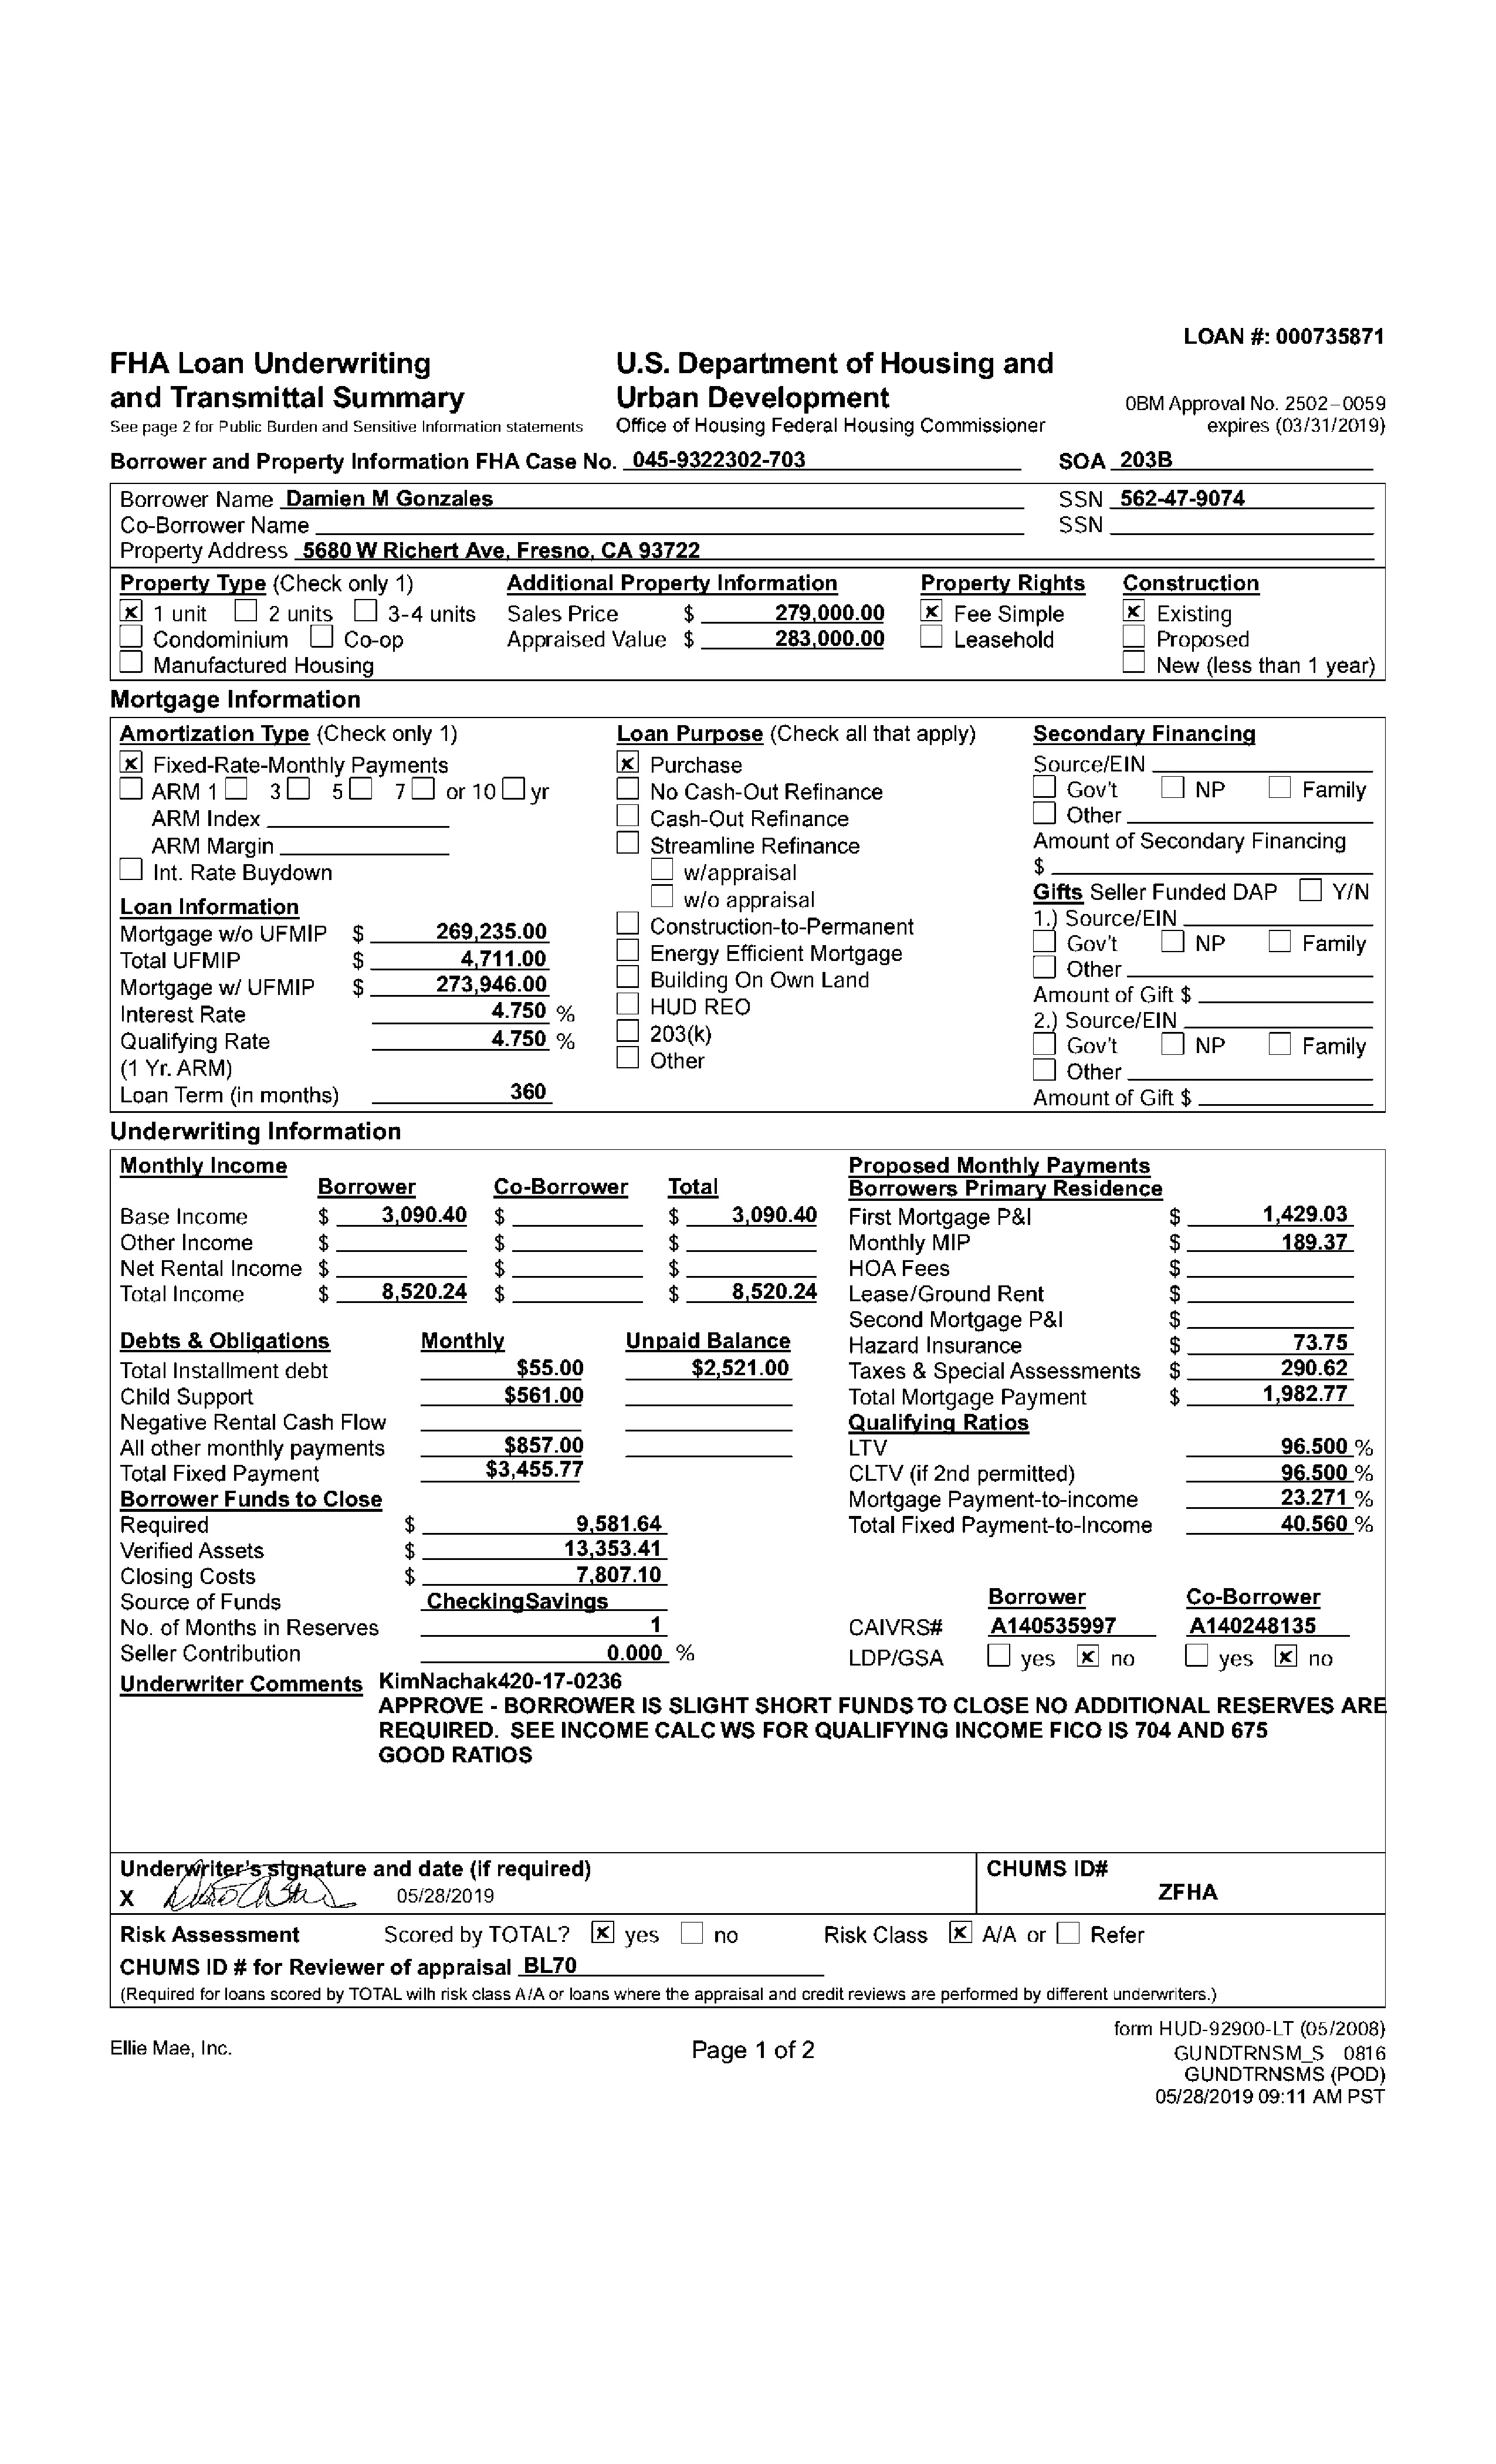 LOAN #: 000735871
FHA Loan Underwriting and Transmittal Summary
U.S. Department of Housing and Urban Development
See page 2 for Public Burden and Sensitive Information statements
Office of Housing Federal Housing Commissioner
0BM Approval No. 2502-0059
expires (03/31/2019)
Borrower and Property Information FHA Case No. 045-9322302-703 SOA 203B
Borrower Name Damien M Gonzales SSN 562-47-9074
Co-Borrower Name SSN
Property Address 5680 W Richert Ave, Fresno, CA 93722
Property Type (Check only 1) Additional Property Information Property Rights Construction
1 unit 2 units 3-4 units Sales Price $ 279,000.00 Fee Simple Existing
Condominium Co-op Appraised Value $ 283,000.00 Leasehold Proposed
Manufactured Housing New (less than 1 year)
Mortgage Information
Amortization Type (Check only 1)
Fixed-Rate-Monthly Payments
ARM 1 3 5 7 or 10 yr
ARM Index
ARM Margin
Int. Rate Buydown
Loan Information
Mortgage w/o UFMIP $ 269,235.00
Total UFMIP $ 4,711.00
Mortgage w/ UFMIP $ 273,946.00
Interest Rate 4.750 %
Qualifying Rate 4.750 %
(1 Yr. ARM)
Loan Term (in months) 360
Loan Purpose (Check all that apply)
Purchase
No Cash-Out Refinance
Cash-Out Refinance
Streamline Refinance
w/appraisal
w/o appraisal
Construction-to-Permanent
Energy Efficient Mortgage
Building On Own Land
HUD REO
203(k)
Other
Secondary Financing
Source/EIN
Gov't NP Family
Other
Amount of Secondary Financing
$
Gifts Seller Funded DAP Y/N
1.) Source/EIN
Gov't NP Family
Other
Amount of Gift $
2.) Source/EIN
Gov't NP Family
Other
Amount of Gift $
Underwriting Information
Monthly Income
Borrower Co-Borrower Total
Base Income $ 3,090.40 $ $ 3,090.40
Other Income $ $ $
Net Rental Income $ $ $
Total Income $ 8,520.24 $ $ 8,520.24
Debts & Obligations Monthly Unpaid Balance
Total Installment debt $55.00 $2,521.00
Child Support $561.00
Negative Rental Cash Flow
All other monthly payments $857.00
Total Fixed Payment $3,455.77
Borrower Funds to Close
Required $ 9,581.64
Verified Assets $ 13,353.41
Closing Costs $ 7,807.10
Source of Funds CheckingSavings
No. of Months in Reserves 1
Seller Contribution 0.000 %
Proposed Monthly Payments
Borrowers Primary Residence
First Mortgage P&I $ 1,429.03
Monthly MIP $ 189.37
HOA Fees $
Lease/Ground Rent $
Second Mortgage P&I $
Hazard Insurance $ 73.75
Taxes & Special Assessments $ 290.62
Total Mortgage Payment $ 1,982.77
Qualifying Ratios
LTV 96.500 %
CLTV (if 2nd permitted) 96.500 %
Mortgage Payment-to-income 23.271 %
Total Fixed Payment-to-Income 40.560 %
Borrower Co-Borrower
CAIVRS# A140535997 A140248135
LDP/GSA yes no yes no
Underwriter Comments KimNachak420-17-0236
APPROVE - BORROWER IS SLIGHT SHORT FUNDS TO CLOSE NO ADDITIONAL RESERVES ARE
REQUIRED. SEE INCOME CALC WS FOR QUALIFYING INCOME FICO IS 704 AND 675
GOOD RATIOS
Underwriter's signature and date (if required) CHUMS ID#
X 05/28/2019 ZFHA
Risk Assessment Scored by TOTAL? yes no Risk Class A/A or Refer
CHUMS ID # for Reviewer of appraisal BL70
(Required for loans scored by TOTAL wilh risk class A/A or loans where the appraisal and credit reviews are performed by different underwriters.)
Ellie Mae, Inc.
Page 1 of 2
form HUD-92900-LT (05/2008)
GUNDTRNSM_S 0816
GUNDTRNSMS (POD)
05/28/2019 09:11 AM PST